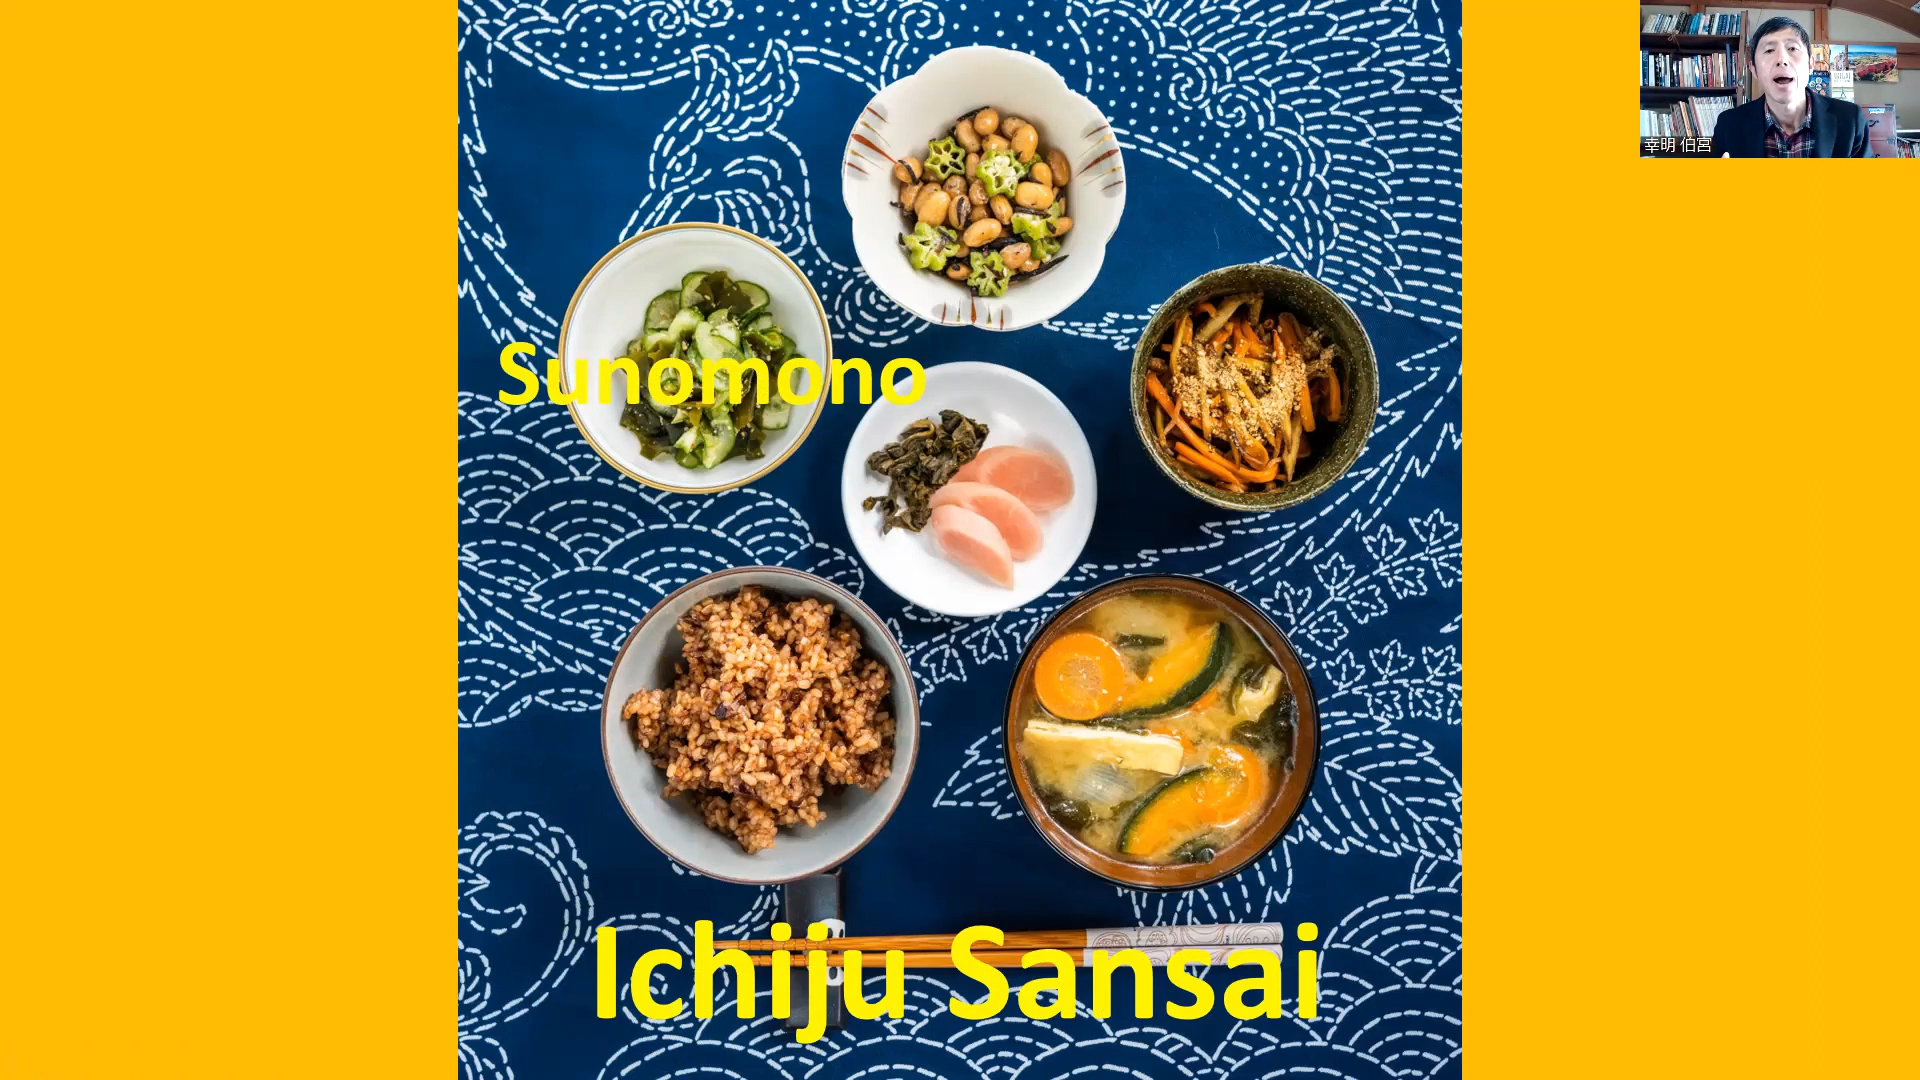 幸明 伯宮
Sunomono
Ichiju Sansai